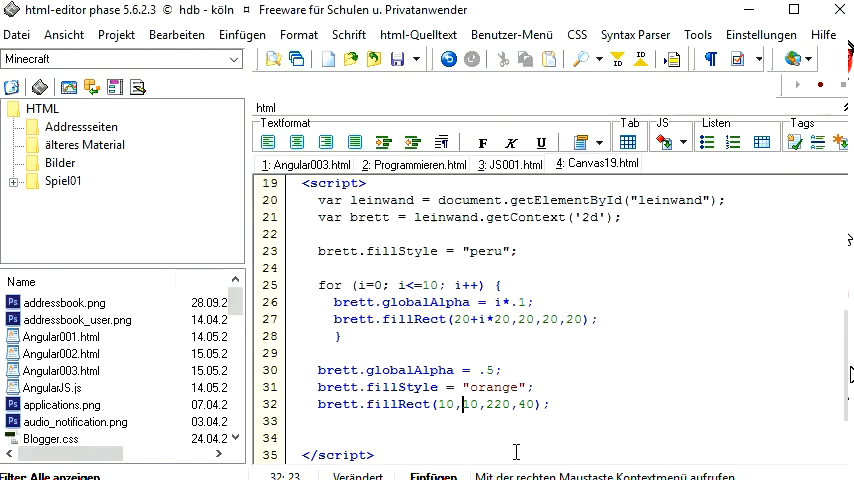 html-editor phase 5.6.2.3 © hdb - köln ¤ Freeware für Schulen u. Privatanwender
Datei Ansicht Projekt Bearbeiten Einfügen Format Schrift html-Quelltext Benutzer-Menü CSS Syntax Parser Tools Einstellungen Hilfe
Minecraft
HTML
Addressseiten
älteres Material
Bilder
Spiel01
Name
addressbook.png 28.09.2
addressbook_user.png 14.04.2
Angular001.html 14.05.2
Angular002.html 15.05.2
Angular003.html 15.05.2
AngularJS.js 14.05.2
applications.png 07.04.2
audio_notification.png 03.04.2
Blogger.css 24.04.2
Filter: Alle anzeigen
html
Textformat Tab JS Listen Tags
F K U
1: Angular003.html 2: Programmieren.html 3: JS001.html 4: Canvas19.html
19 <script>
20 var leinwand = document.getElementById("leinwand");
21 var brett = leinwand.getContext('2d');
22
23 brett.fillStyle = "peru";
24
25 for (i=0; i<=10; i++) {
26 brett.globalAlpha = i*.1;
27 brett.fillRect(20+i*20,20,20,20);
28 }
29
30 brett.globalAlpha = .5;
31 brett.fillStyle = "orange";
32 brett.fillRect(10,10,220,40);
33
34
35 </script>
32: 23 Verändert Einfügen Mit der rechten Maustaste Kontextmenü aufrufen